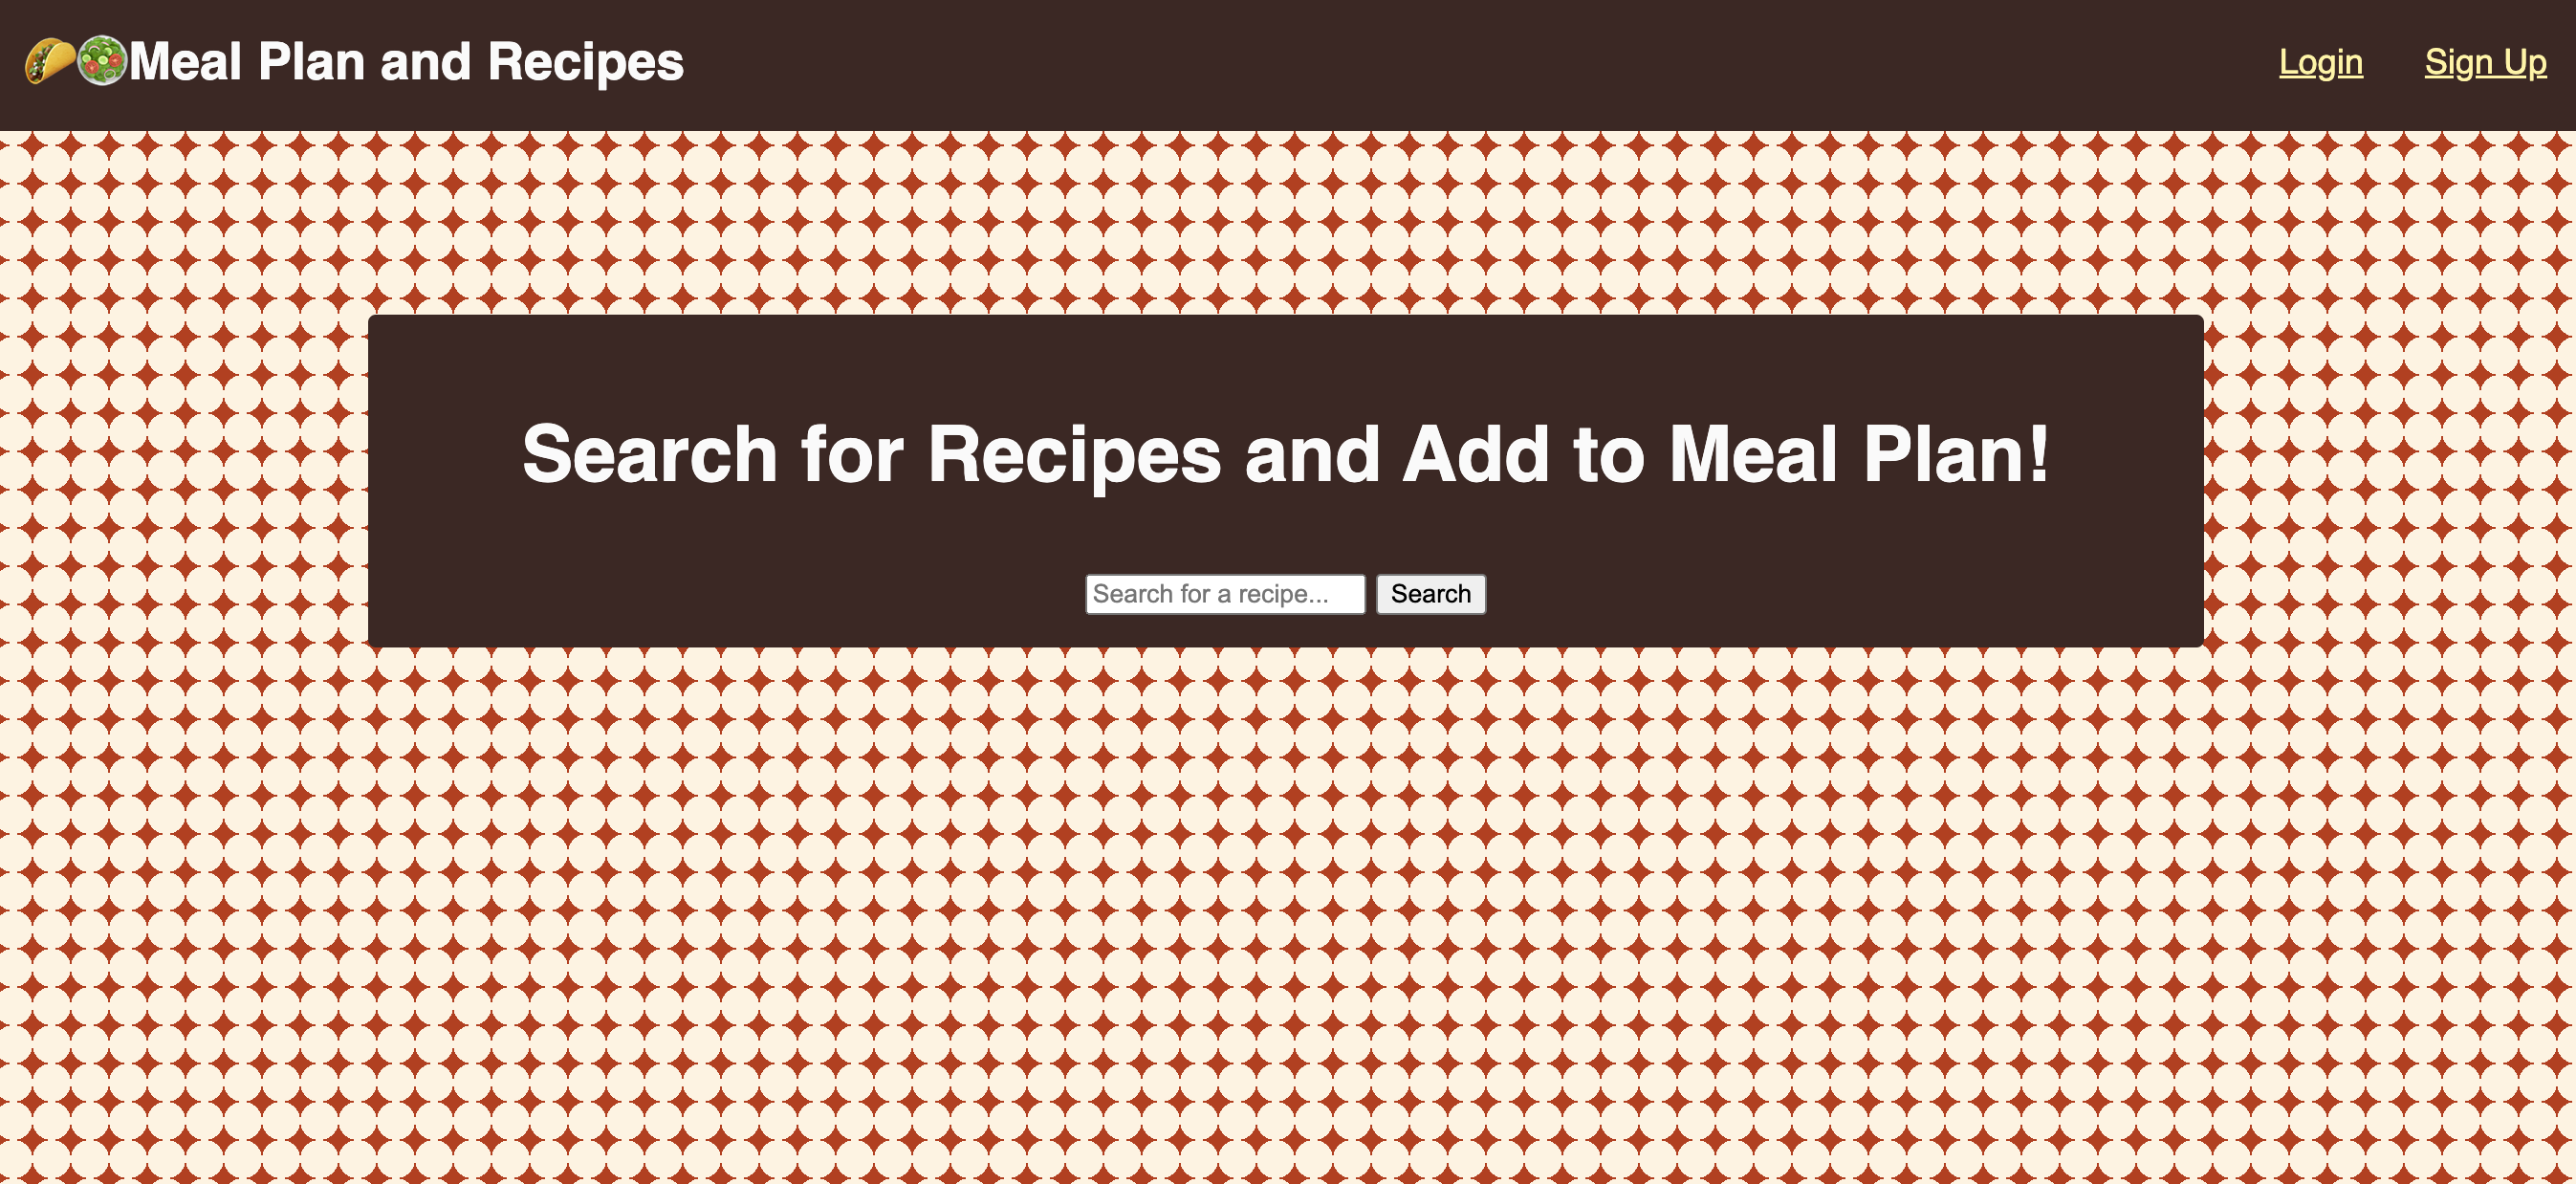 Meal Plan and Recipes
Login
Sign Up
Search for Recipes and Add to Meal Plan!
Search for a recipe...
Search